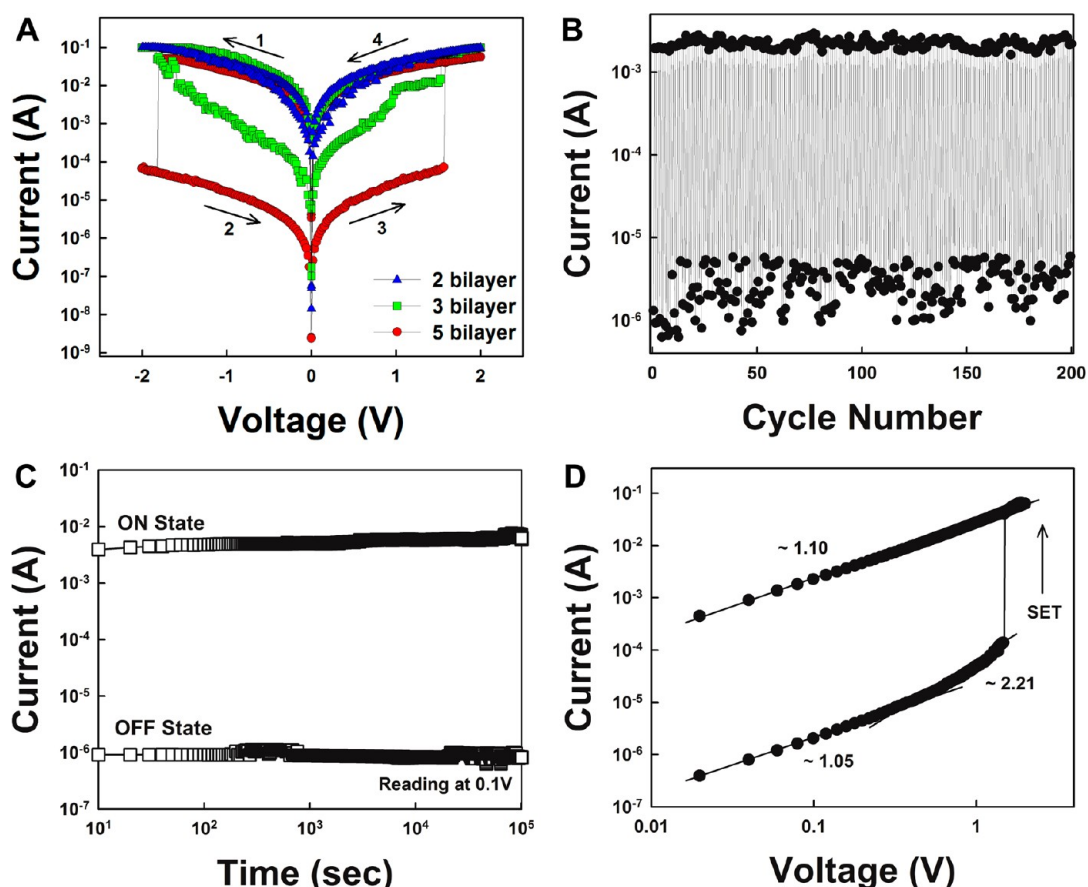 A
Current (A)
10⁻¹
10⁻²
10⁻³
10⁻⁴
10⁻⁵
10⁻⁶
10⁻⁷
10⁻⁸
10⁻⁹
1
4
2
3
2 bilayer
3 bilayer
5 bilayer
-2 -1 0 1 2
Voltage (V)
B
Current (A)
10⁻³
10⁻⁴
10⁻⁵
10⁻⁶
0 50 100 150 200
Cycle Number
C
Current (A)
10⁻¹
10⁻²
10⁻³
10⁻⁴
10⁻⁵
10⁻⁶
10⁻⁷
ON State
OFF State
Reading at 0.1V
10¹ 10² 10³ 10⁴ 10⁵
Time (sec)
D
Current (A)
10⁻¹
10⁻²
10⁻³
10⁻⁴
10⁻⁵
10⁻⁶
10⁻⁷
~ 1.10
SET
~ 2.21
~ 1.05
0.01 0.1 1
Voltage (V)